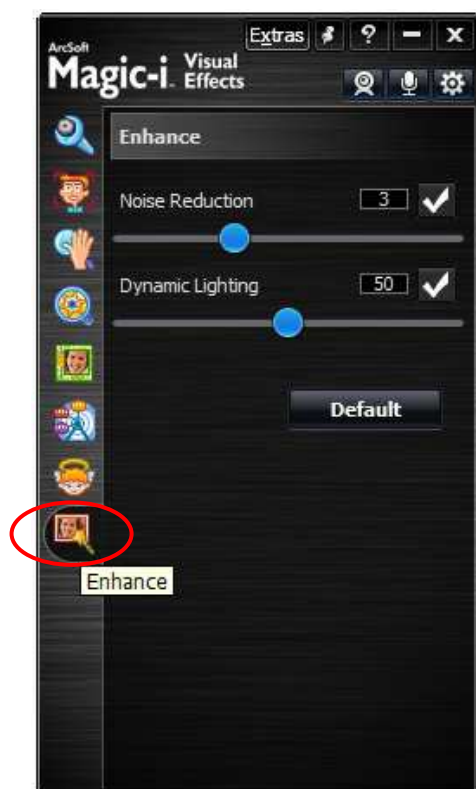 Extras ? – x
ArcSoft
Magic-i. Visual Effects
Enhance
Noise Reduction 3
Dynamic Lighting 50
Default
Enhance